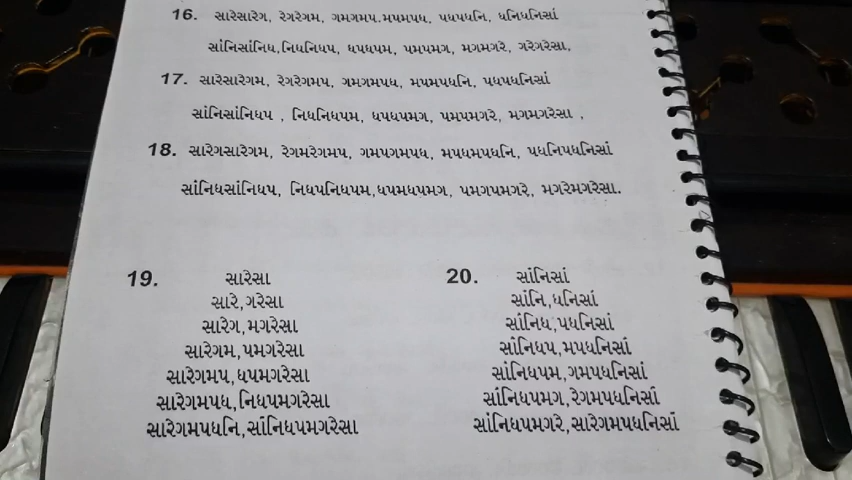 16. સારેસારેગ, રેગરેગમ, ગમગમપ.મપમપધ, પધપધનિ, ધનિધનિસાં
સાંનિસાંનિધ,નિધનિધપ, ધપધપમ, પમપમગ, મગમગરે, ગરેગરેસા,
17. સારેસારેગમ, રેગરેગમપ, ગમગમપધ, મપમપધનિ, પધપધનિસાં
સાંનિસાંનિધપ , નિધનિધપમ, ધપધપમગ, પમપમગરે, મગમગરેસા ,
18. સારેગસારેગમ, રેગમરેગમપ, ગમપગમપધ, મપધમપધનિ, પધનિપધનિસાં
સાંનિધસાંનિધપ, નિધપનિધપમ,ધપમધપમગ, પમગપમગરે, મગરેમગરેસા.
19. સારેસા
સારે,ગરેસા
સારેગ,મગરેસા
સારેગમ,પમગરેસા
સારેગમપ,ધપમગરેસા
સારેગમપધ,નિધપમગરેસા
સારેગમપધનિ,સાંનિધપમગરેસા
20. સાંનિસાં
સાંનિ,ધનિસાં
સાંનિધ,પધનિસાં
સાંનિધપ,મપધનિસાં
સાંનિધપમ,ગમપધનિસાં
સાંનિધપમગ,રેગમપધનિસાં
સાંનિધપમગરે,સારેગમપધનિસાં